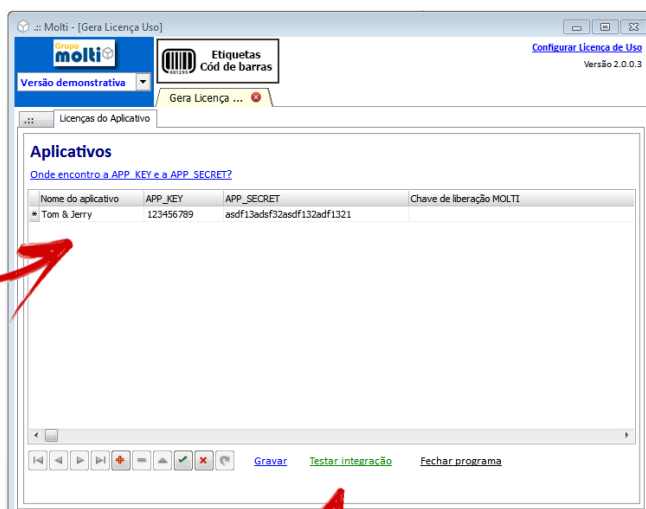 .:: Molti - [Gera Licença Uso]
Grupo
molti
Etiquetas
Cód de barras
001295
Configurar Licença de Uso
Versão 2.0.0.3
Versão demonstrativa
Gera Licença ...
.:: Licenças do Aplicativo
Aplicativos
Onde encontro a APP_KEY e a APP_SECRET?
Nome do aplicativo APP_KEY APP_SECRET Chave de liberação MOLTI
* Tom & Jerry 123456789 asdf13adsf32asdf132adf1321
Gravar Testar integração Fechar programa